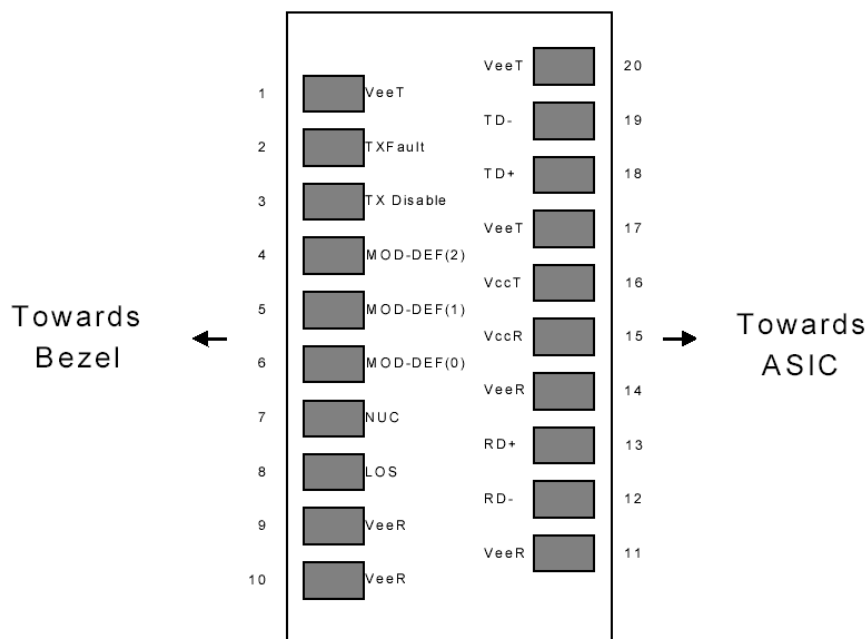 VeeT 20
1 VeeT
TD- 19
2 TXFault
TD+ 18
3 TX Disable
VeeT 17
4 MOD-DEF(2)
VccT 16
5 MOD-DEF(1)
Towards
Bezel
VccR 15
Towards
ASIC
6 MOD-DEF(0)
VeeR 14
7 NUC
RD+ 13
8 LOS
RD- 12
9 VeeR
VeeR 11
10 VeeR